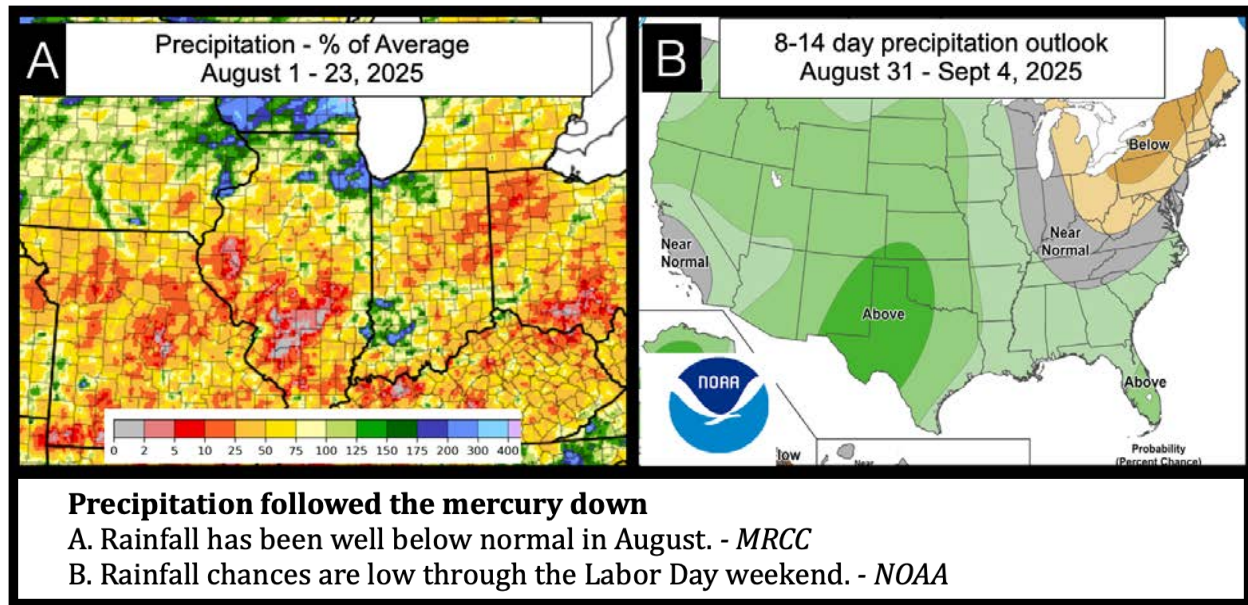 A
Precipitation - % of Average
August 1 - 23, 2025
0 2 5 10 25 50 75 100 125 150 175 200 300 400
B
8-14 day precipitation outlook
August 31 - Sept 4, 2025
Below
Near
Normal
Near
Normal
Above
Above
NOAA
low
Near
Probability
(Percent Chance)
Precipitation followed the mercury down
A. Rainfall has been well below normal in August. - MRCC
B. Rainfall chances are low through the Labor Day weekend. - NOAA